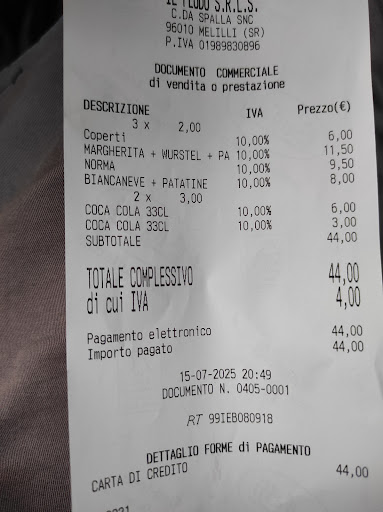 IL FEUDO S.R.L.S.
C.DA SPALLA SNC
96010 MELILLI (SR)
P.IVA 01989830896
DOCUMENTO COMMERCIALE
di vendita o prestazione
DESCRIZIONE IVA Prezzo(€)
3 x 2,00
Coperti 10,00% 6,00
MARGHERITA + WURSTEL + PA 10,00% 11,50
NORMA 10,00% 9,50
BIANCANEVE + PATATINE 10,00% 8,00
2 x 3,00
COCA COLA 33CL 10,00% 6,00
COCA COLA 33CL 10,00% 3,00
SUBTOTALE 44,00
TOTALE COMPLESSIVO 44,00
di cui IVA 4,00
Pagamento elettronico 44,00
Importo pagato 44,00
15-07-2025 20:49
DOCUMENTO N. 0405-0001
RT 99IEB080918
DETTAGLIO FORME di PAGAMENTO
CARTA DI CREDITO 44,00